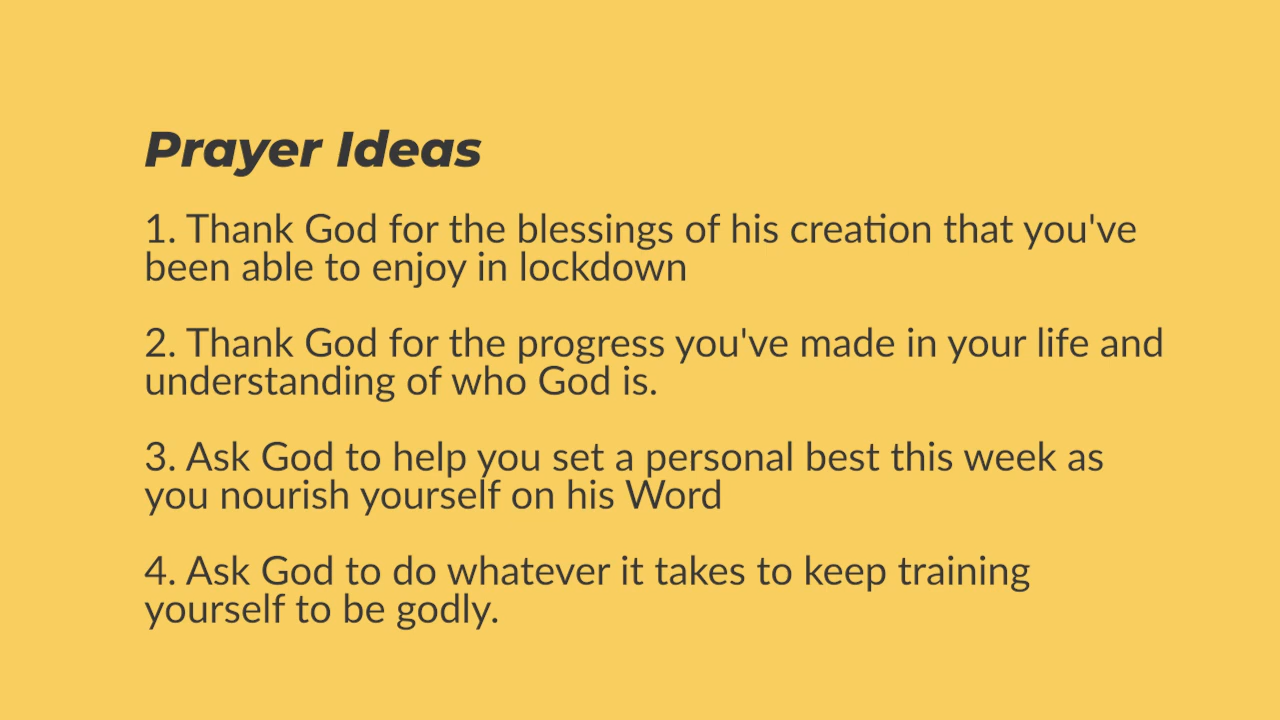 Prayer Ideas
1. Thank God for the blessings of his creation that you've
been able to enjoy in lockdown
2. Thank God for the progress you've made in your life and
understanding of who God is.
3. Ask God to help you set a personal best this week as
you nourish yourself on his Word
4. Ask God to do whatever it takes to keep training
yourself to be godly.